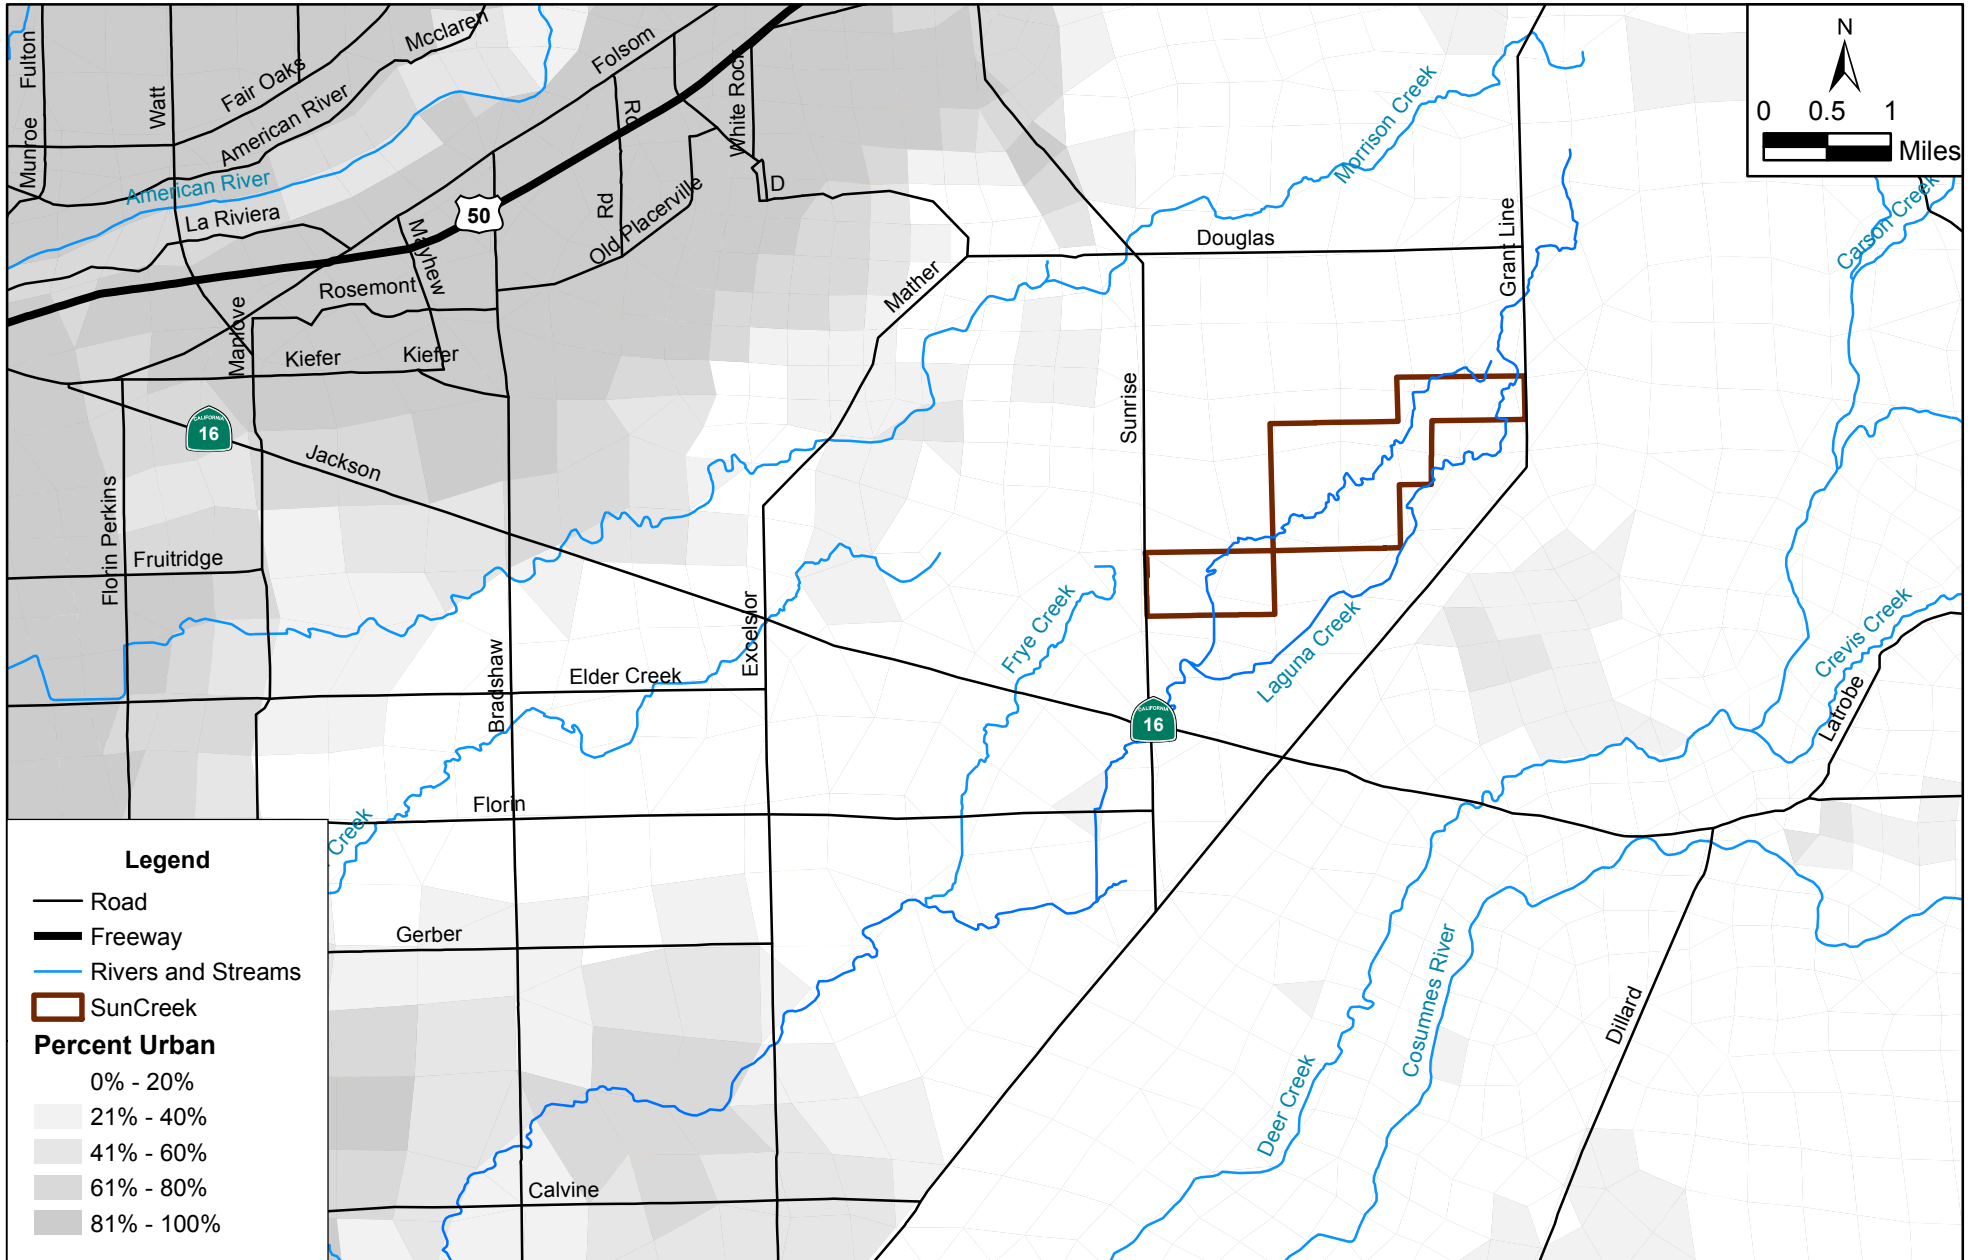 Fulton
Munroe
Watt
Fair Oaks
American River
Mcclaren
American River
La Riviera
Folsom
50
Mayhew
Rd
Rd
Old Placerville
White Rock
D
Rosemont
Manlove
Kiefer
Kiefer
CALIFORNIA
16
Jackson
Florin Perkins
Fruitridge
Mather
Douglas
Morrison Creek
Grant Line
Sunrise
N
0 0.5 1
Miles
Carson Creek
Crevis Creek
Latrobe
Frye Creek
Laguna Creek
Excelsior
Bradshaw
Elder Creek
CALIFORNIA
16
Florin
Creek
Gerber
Calvine
Deer Creek
Cosumnes River
Dillard
Legend
Road
Freeway
Rivers and Streams
SunCreek
Percent Urban
0% - 20%
21% - 40%
41% - 60%
61% - 80%
81% - 100%